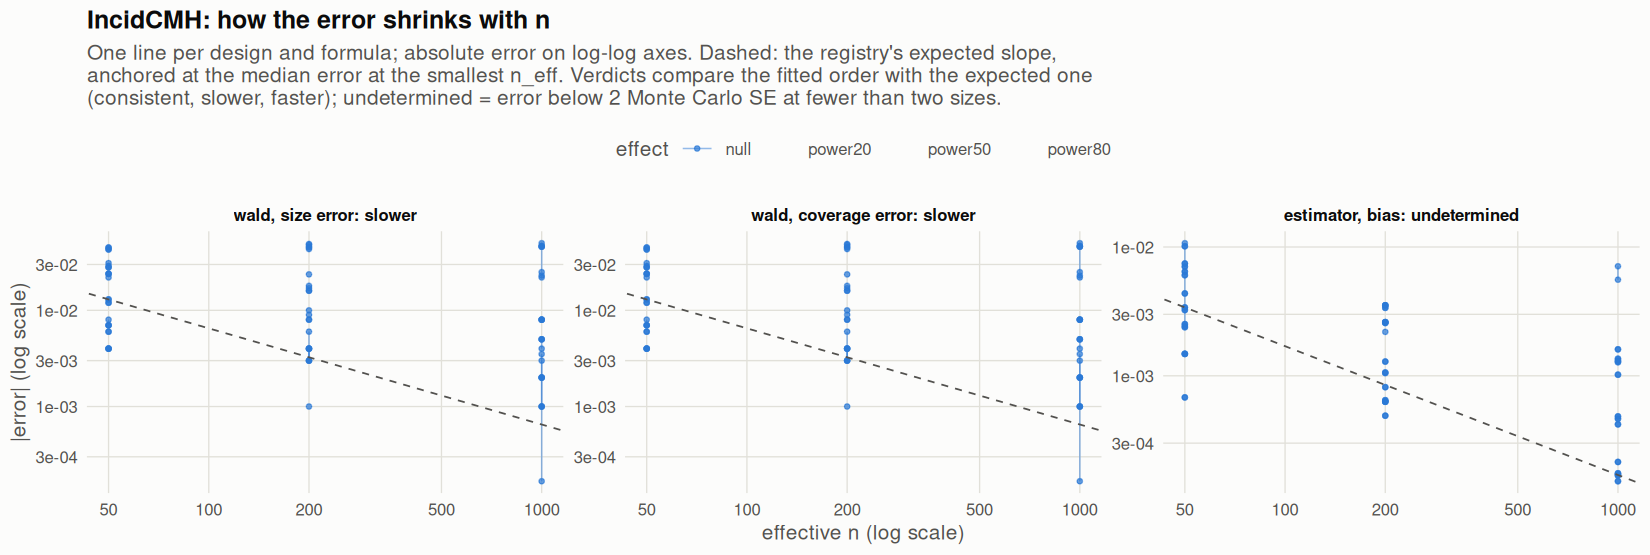 IncidCMH: how the error shrinks with n
One line per design and formula; absolute error on log-log axes. Dashed: the registry's expected slope,
anchored at the median error at the smallest n_eff. Verdicts compare the fitted order with the expected one
(consistent, slower, faster); undetermined = error below 2 Monte Carlo SE at fewer than two sizes.
effect null power20 power50 power80
wald, size error: slower
wald, coverage error: slower
estimator, bias: undetermined
|error| (log scale)
3e-02
1e-02
3e-03
1e-03
3e-04
3e-02
1e-02
3e-03
1e-03
3e-04
1e-02
3e-03
1e-03
3e-04
50 100 200 500 1000
50 100 200 500 1000
50 100 200 500 1000
effective n (log scale)